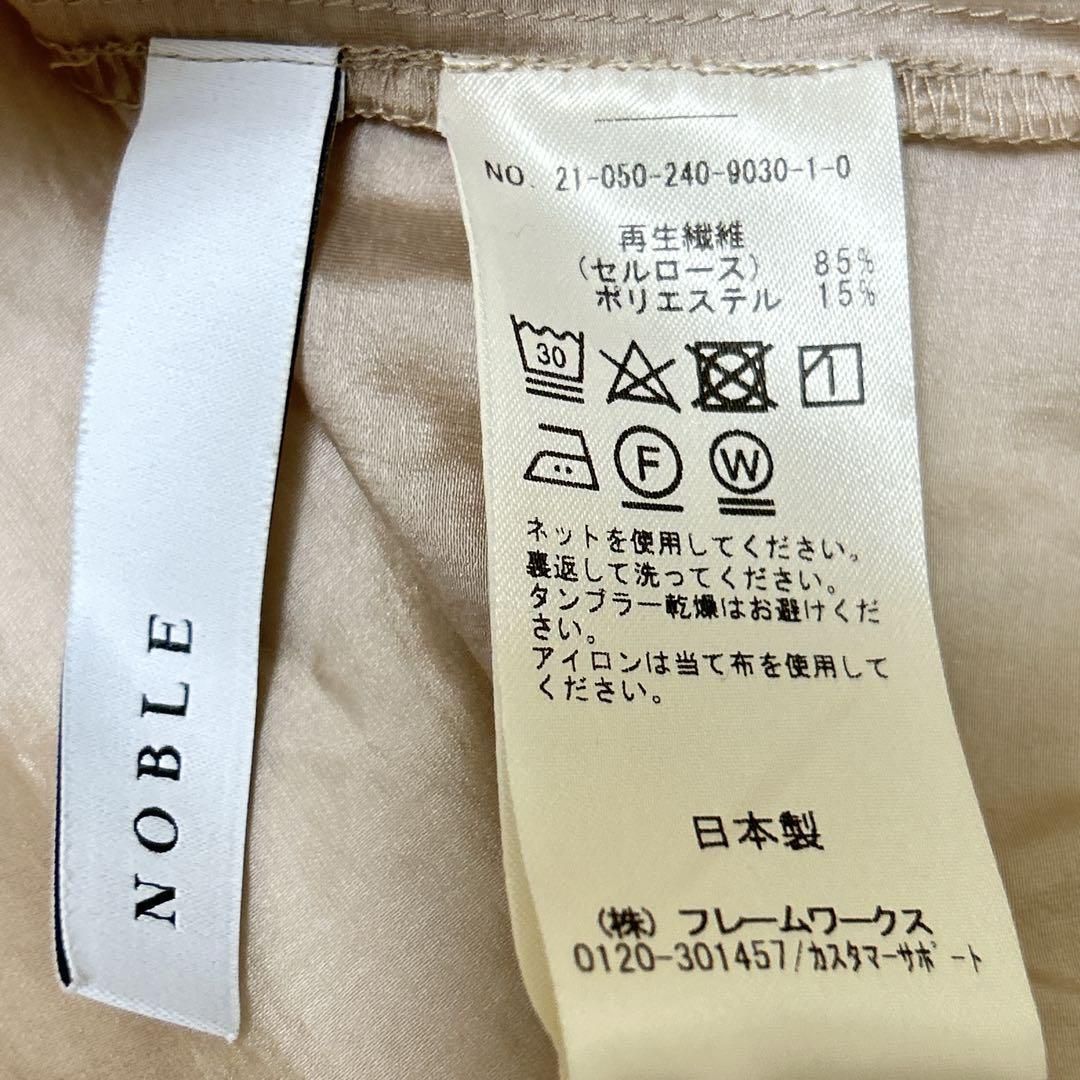 NOBLE
NO. 21-050-240-9030-1-0
再生繊維
(セルロース) 85%
ポリエステル 15%
30
F W
ネットを使用してください。
裏返して洗ってください。
タンブラー乾燥はお避けくだ
さい。
アイロンは当て布を使用して
ください。
日本製
(株) フレームワークス
0120-301457/カスタマーサポート